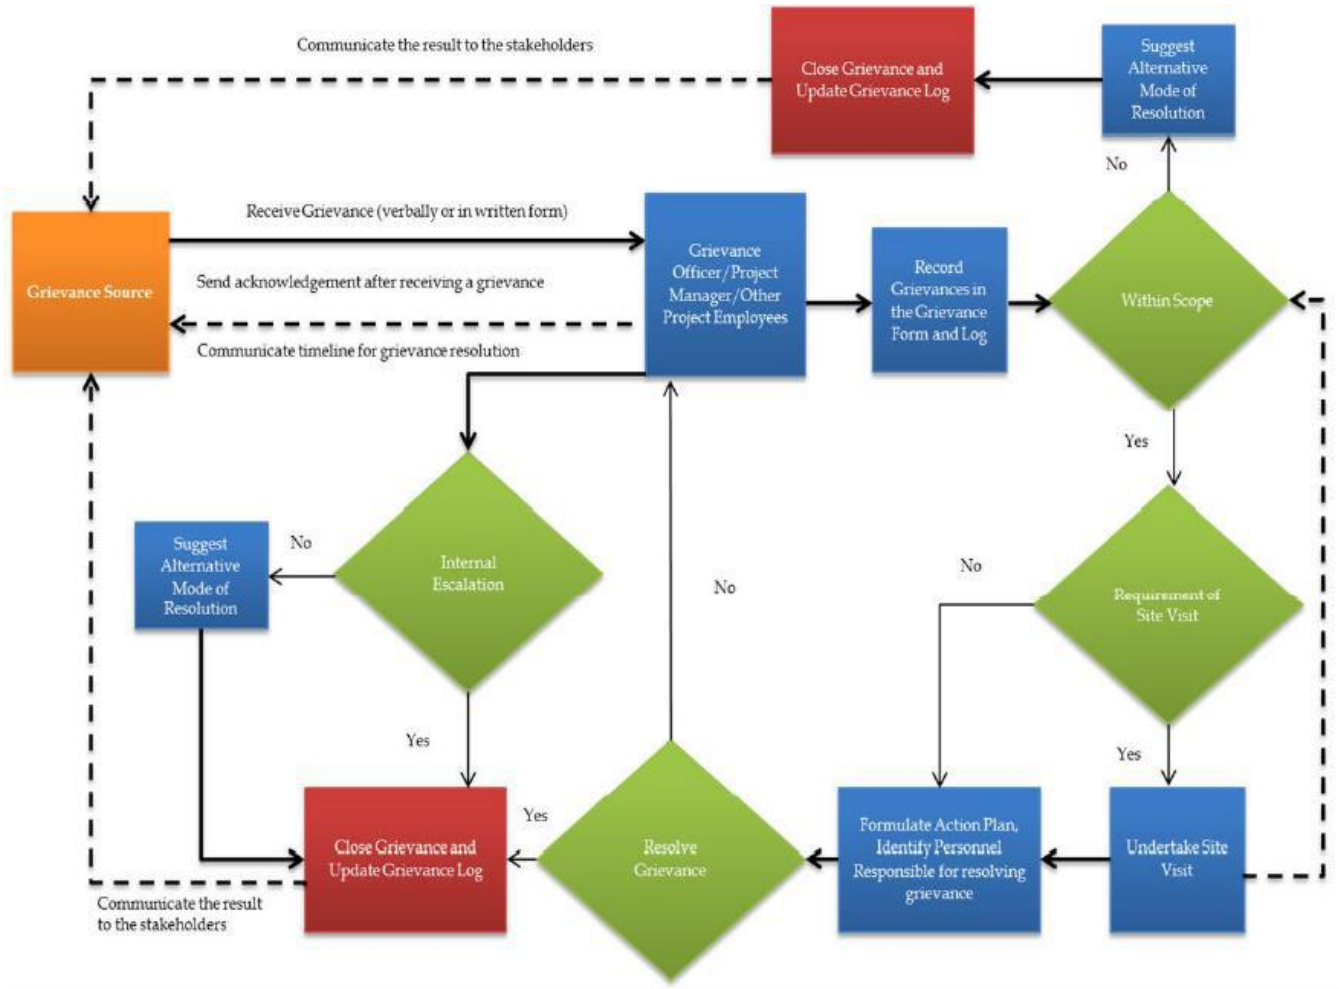 Communicate the result to the stakeholders
Close Grievance and
Update Grievance Log
Suggest
Alternative
Mode of
Resolution
No
Receive Grievance (verbally or in written form)
Grievance Source
Send acknowledgement after receiving a grievance
Communicate timeline for grievance resolution
Grievance
Officer/Project
Manager/Other
Project Employees
Record
Grievances in
the Grievance
Form and Log
Within Scope
Yes
Suggest
Alternative
Mode of
Resolution
No
Internal
Escalation
No
No
Requirement of
Site Visit
Yes
Yes
Close Grievance and
Update Grievance Log
Yes
Resolve
Grievance
Formulate Action Plan,
Identify Personnel
Responsible for resolving
grievance
Undertake Site
Visit
Communicate the result
to the stakeholders